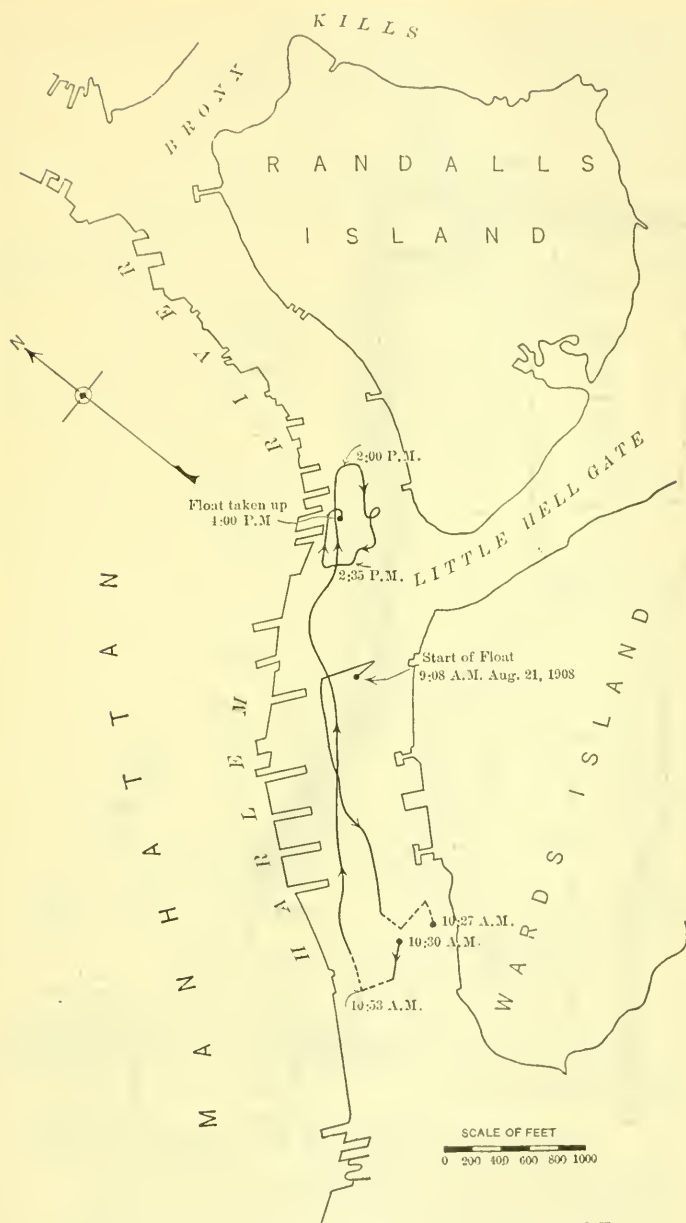 BRONX KILLS
RANDALLS
ISLAND
HARLEM RIVER
N
2:00 P.M.
Float taken up
4:00 P.M
2:35 P.M.
LITTLE HELL GATE
MANHATTAN
Start of Float
9:08 A.M. Aug. 21, 1908
WARDS ISLAND
10:27 A.M.
10:30 A.M.
10:53 A.M.
SCALE OF FEET
0 200 400 600 800 1000